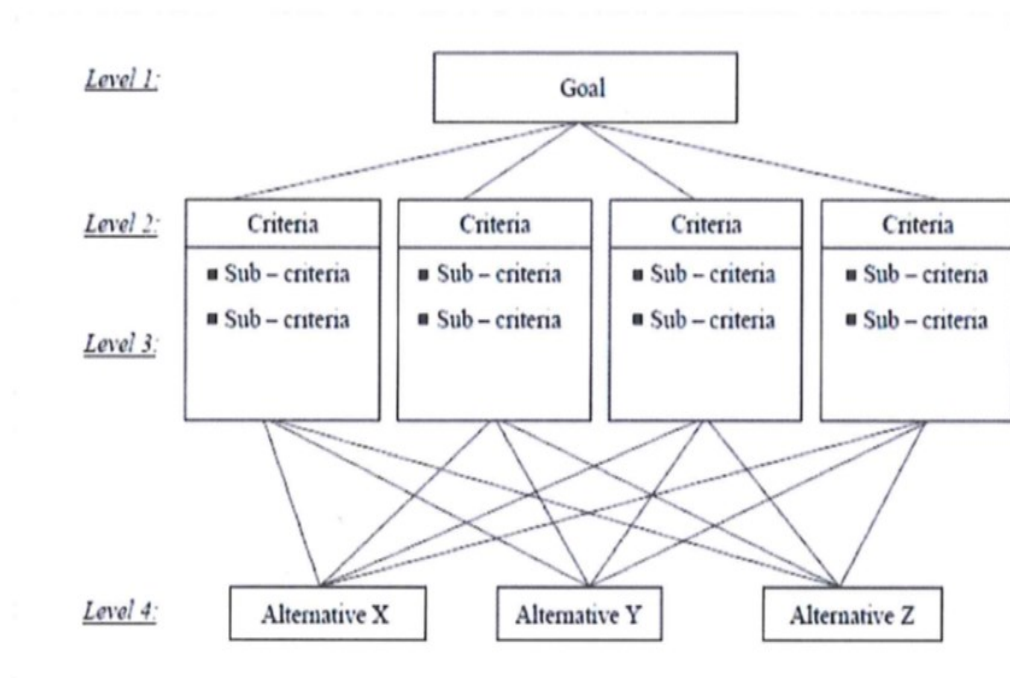 Level 1:
Goal
Level 2:
Criteria Criteria Criteria Criteria
■ Sub – criteria ■ Sub – criteria ■ Sub – criteria ■ Sub – criteria
■ Sub – criteria ■ Sub – criteria ■ Sub – criteria ■ Sub – criteria
Level 3:
Level 4:
Alternative X Alternative Y Alternative Z